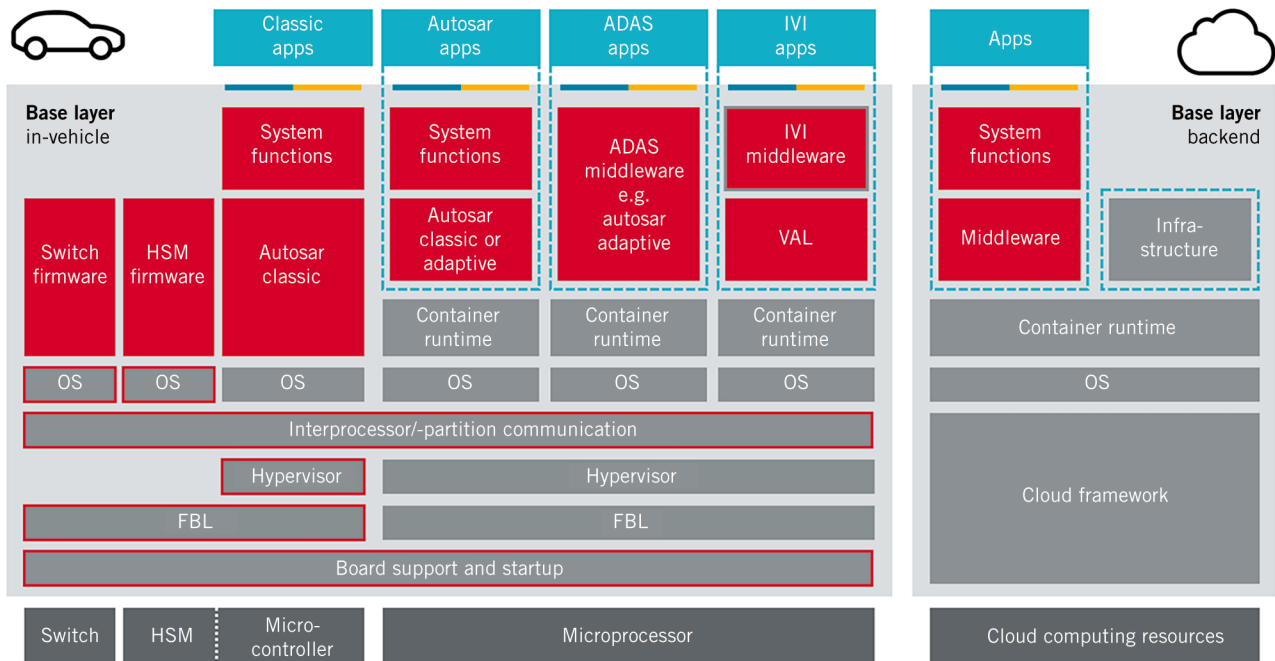 Classic
apps
Autosar
apps
ADAS
apps
IVI
apps
Apps
Base layer
in-vehicle
System
functions
System
functions
ADAS
middleware
e.g.
autosar
adaptive
IVI
middleware
System
functions
Base layer
backend
Switch
firmware
HSM
firmware
Autosar
classic
Autosar
classic or
adaptive
VAL
Middleware
Infra-
structure
Container
runtime
Container
runtime
Container
runtime
Container runtime
OS
OS
OS
OS
OS
OS
OS
Interprocessor/-partition communication
Hypervisor
Hypervisor
Cloud framework
FBL
FBL
Board support and startup
Switch
HSM
Micro-
controller
Microprocessor
Cloud computing resources